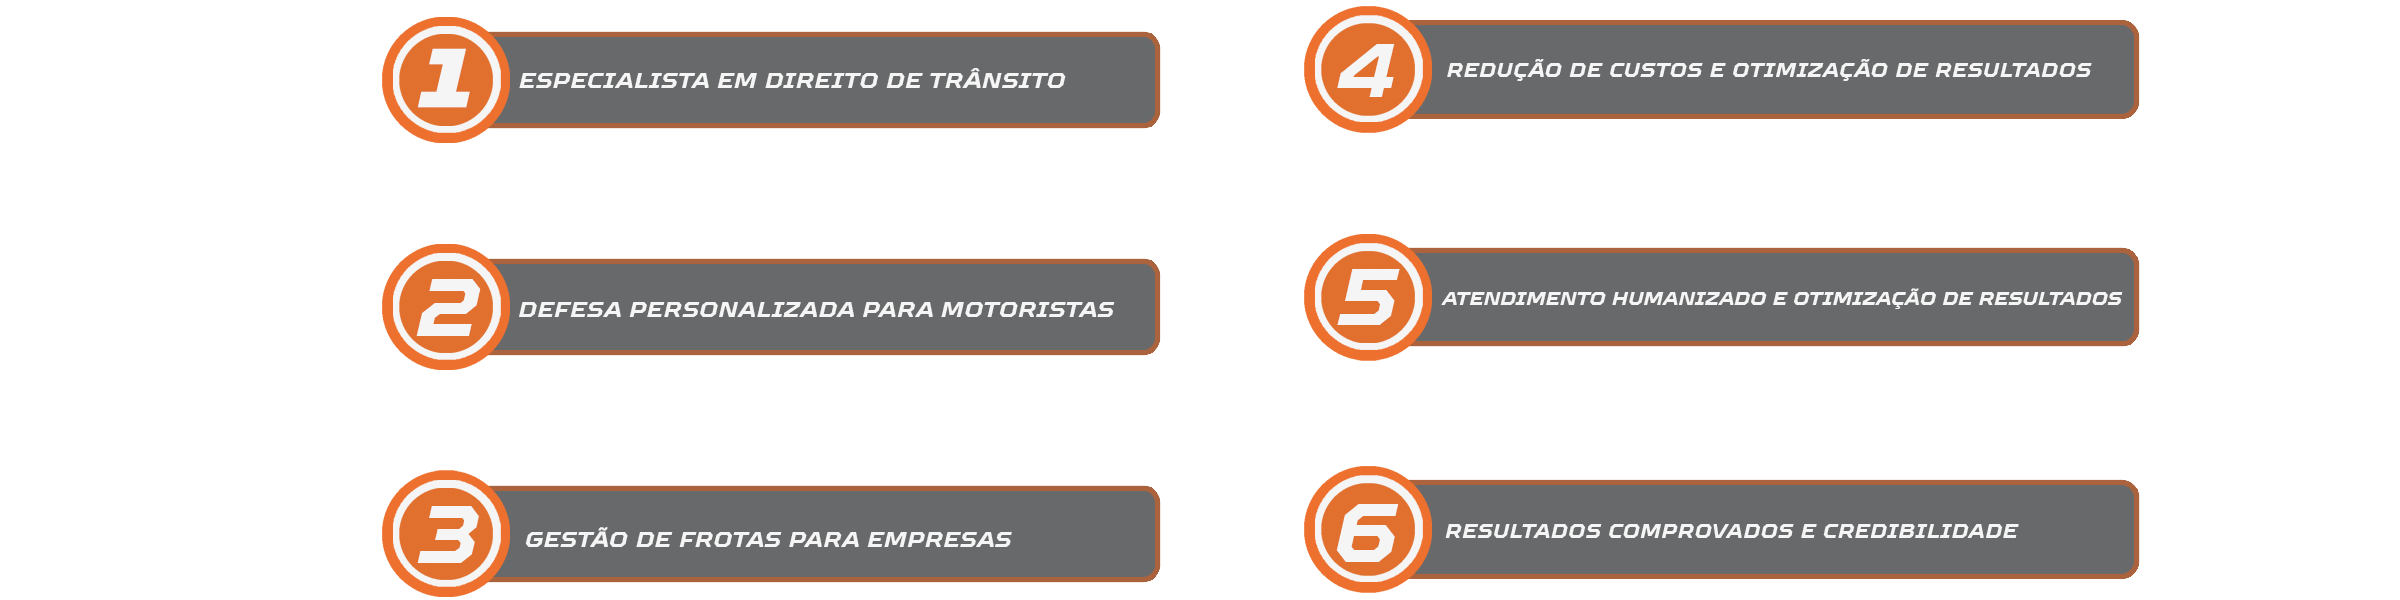 1
ESPECIALISTA EM DIREITO DE TRÂNSITO
2
DEFESA PERSONALIZADA PARA MOTORISTAS
3
GESTÃO DE FROTAS PARA EMPRESAS
4
REDUÇÃO DE CUSTOS E OTIMIZAÇÃO DE RESULTADOS
5
ATENDIMENTO HUMANIZADO E OTIMIZAÇÃO DE RESULTADOS
6
RESULTADOS COMPROVADOS E CREDIBILIDADE